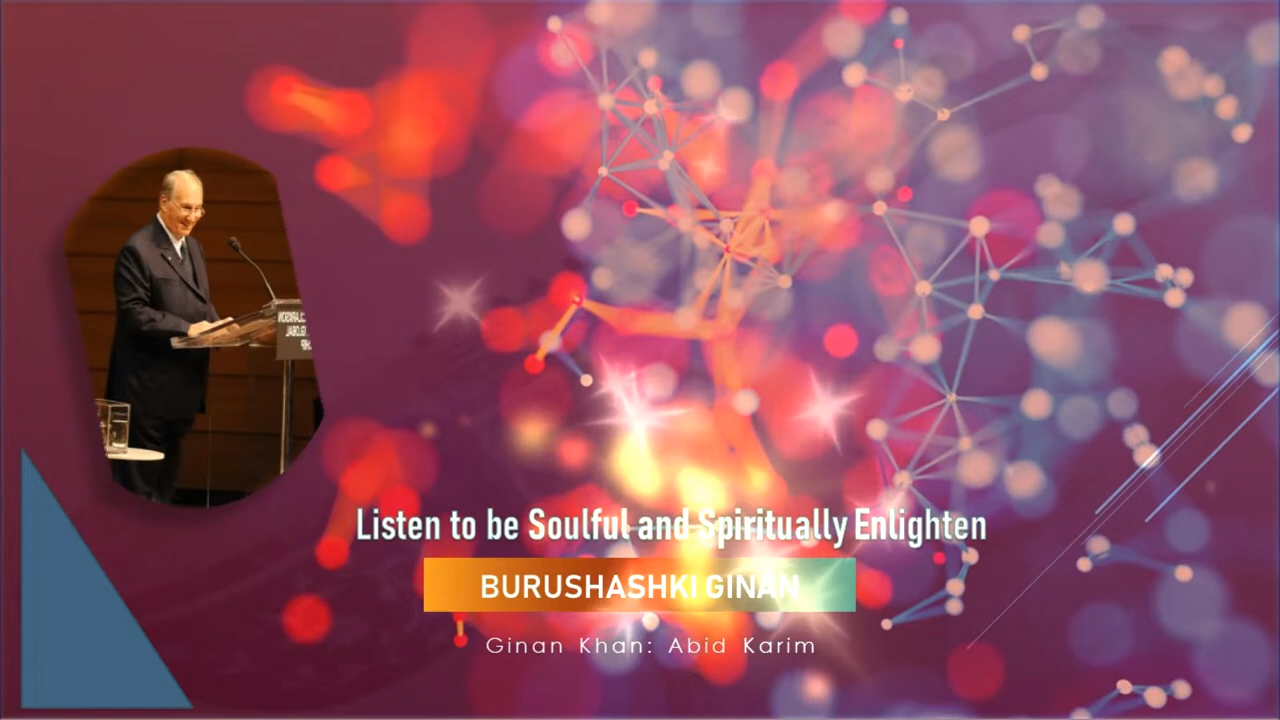 Listen to be Soulful and Spiritually Enlighten
BURUSHASHKI GINAN
Ginan Khan: Abid Karim